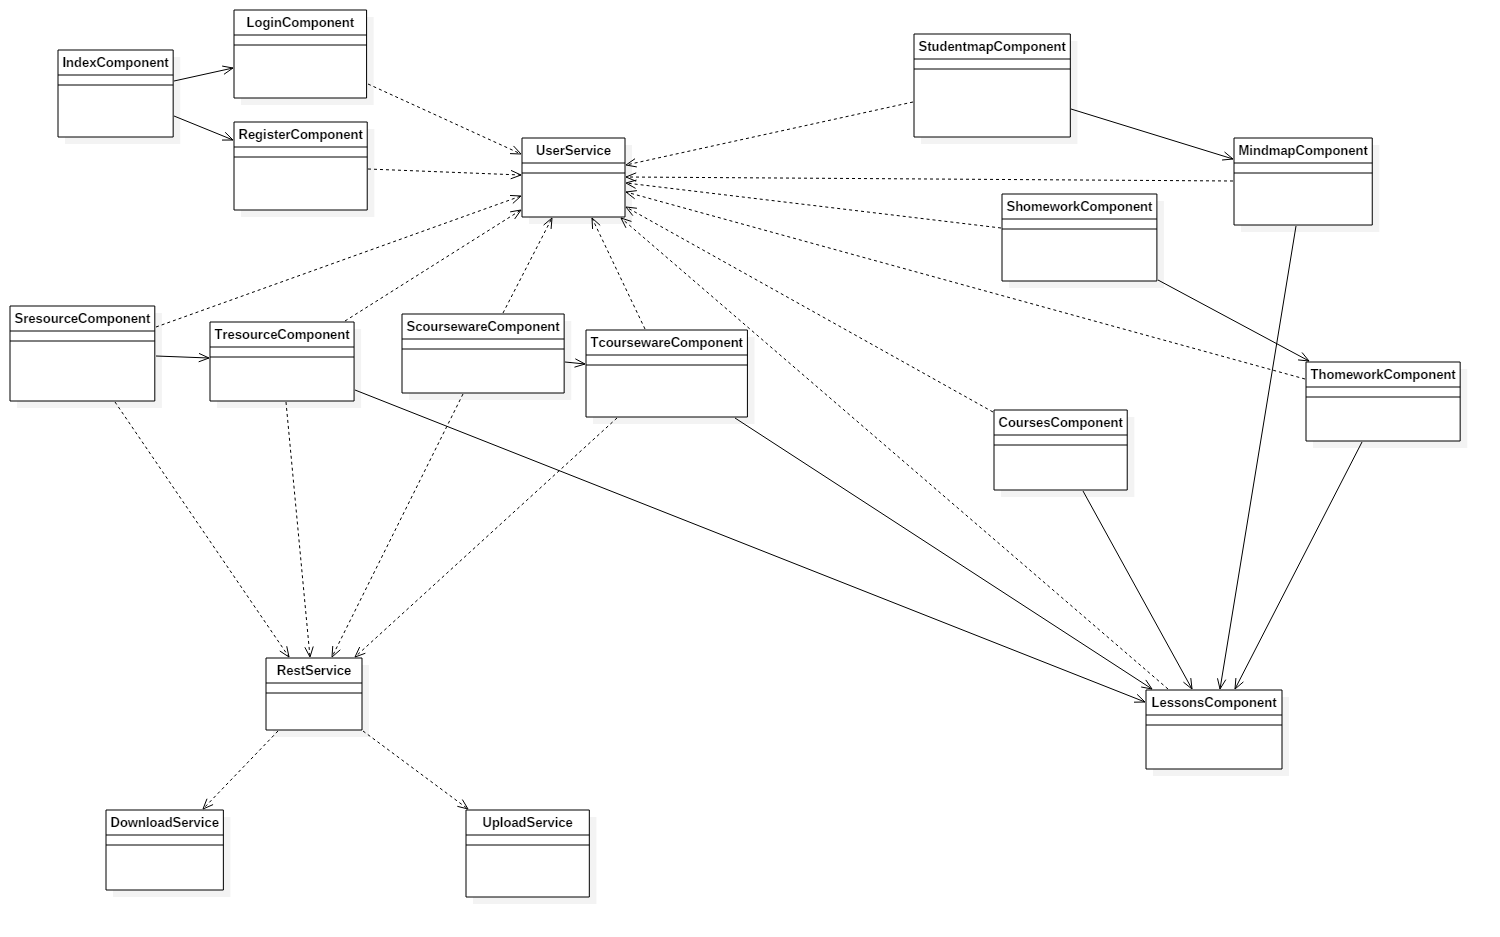 LoginComponent
IndexComponent
StudentmapComponent
RegisterComponent
UserService
MindmapComponent
ShomeworkComponent
SresourceComponent
TresourceComponent
ScoursewareComponent
TcoursewareComponent
ThomeworkComponent
CoursesComponent
RestService
LessonsComponent
DownloadService
UploadService